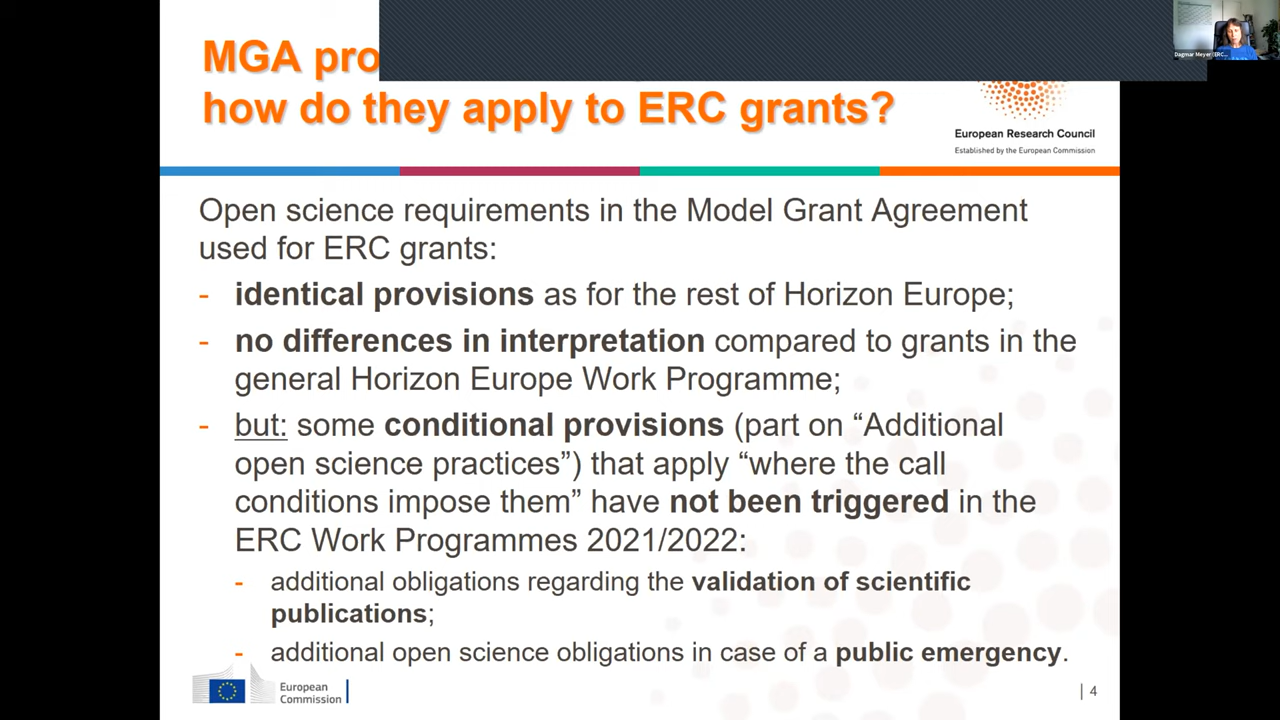 MGA pro
how do they apply to ERC grants?
Dagmar Meyer (ERC...
European Research Council
Established by the European Commission
Open science requirements in the Model Grant Agreement
used for ERC grants:
- identical provisions as for the rest of Horizon Europe;
- no differences in interpretation compared to grants in the
general Horizon Europe Work Programme;
- but: some conditional provisions (part on “Additional
open science practices”) that apply “where the call
conditions impose them” have not been triggered in the
ERC Work Programmes 2021/2022:
- additional obligations regarding the validation of scientific
publications;
- additional open science obligations in case of a public emergency.
European
Commission
| 4